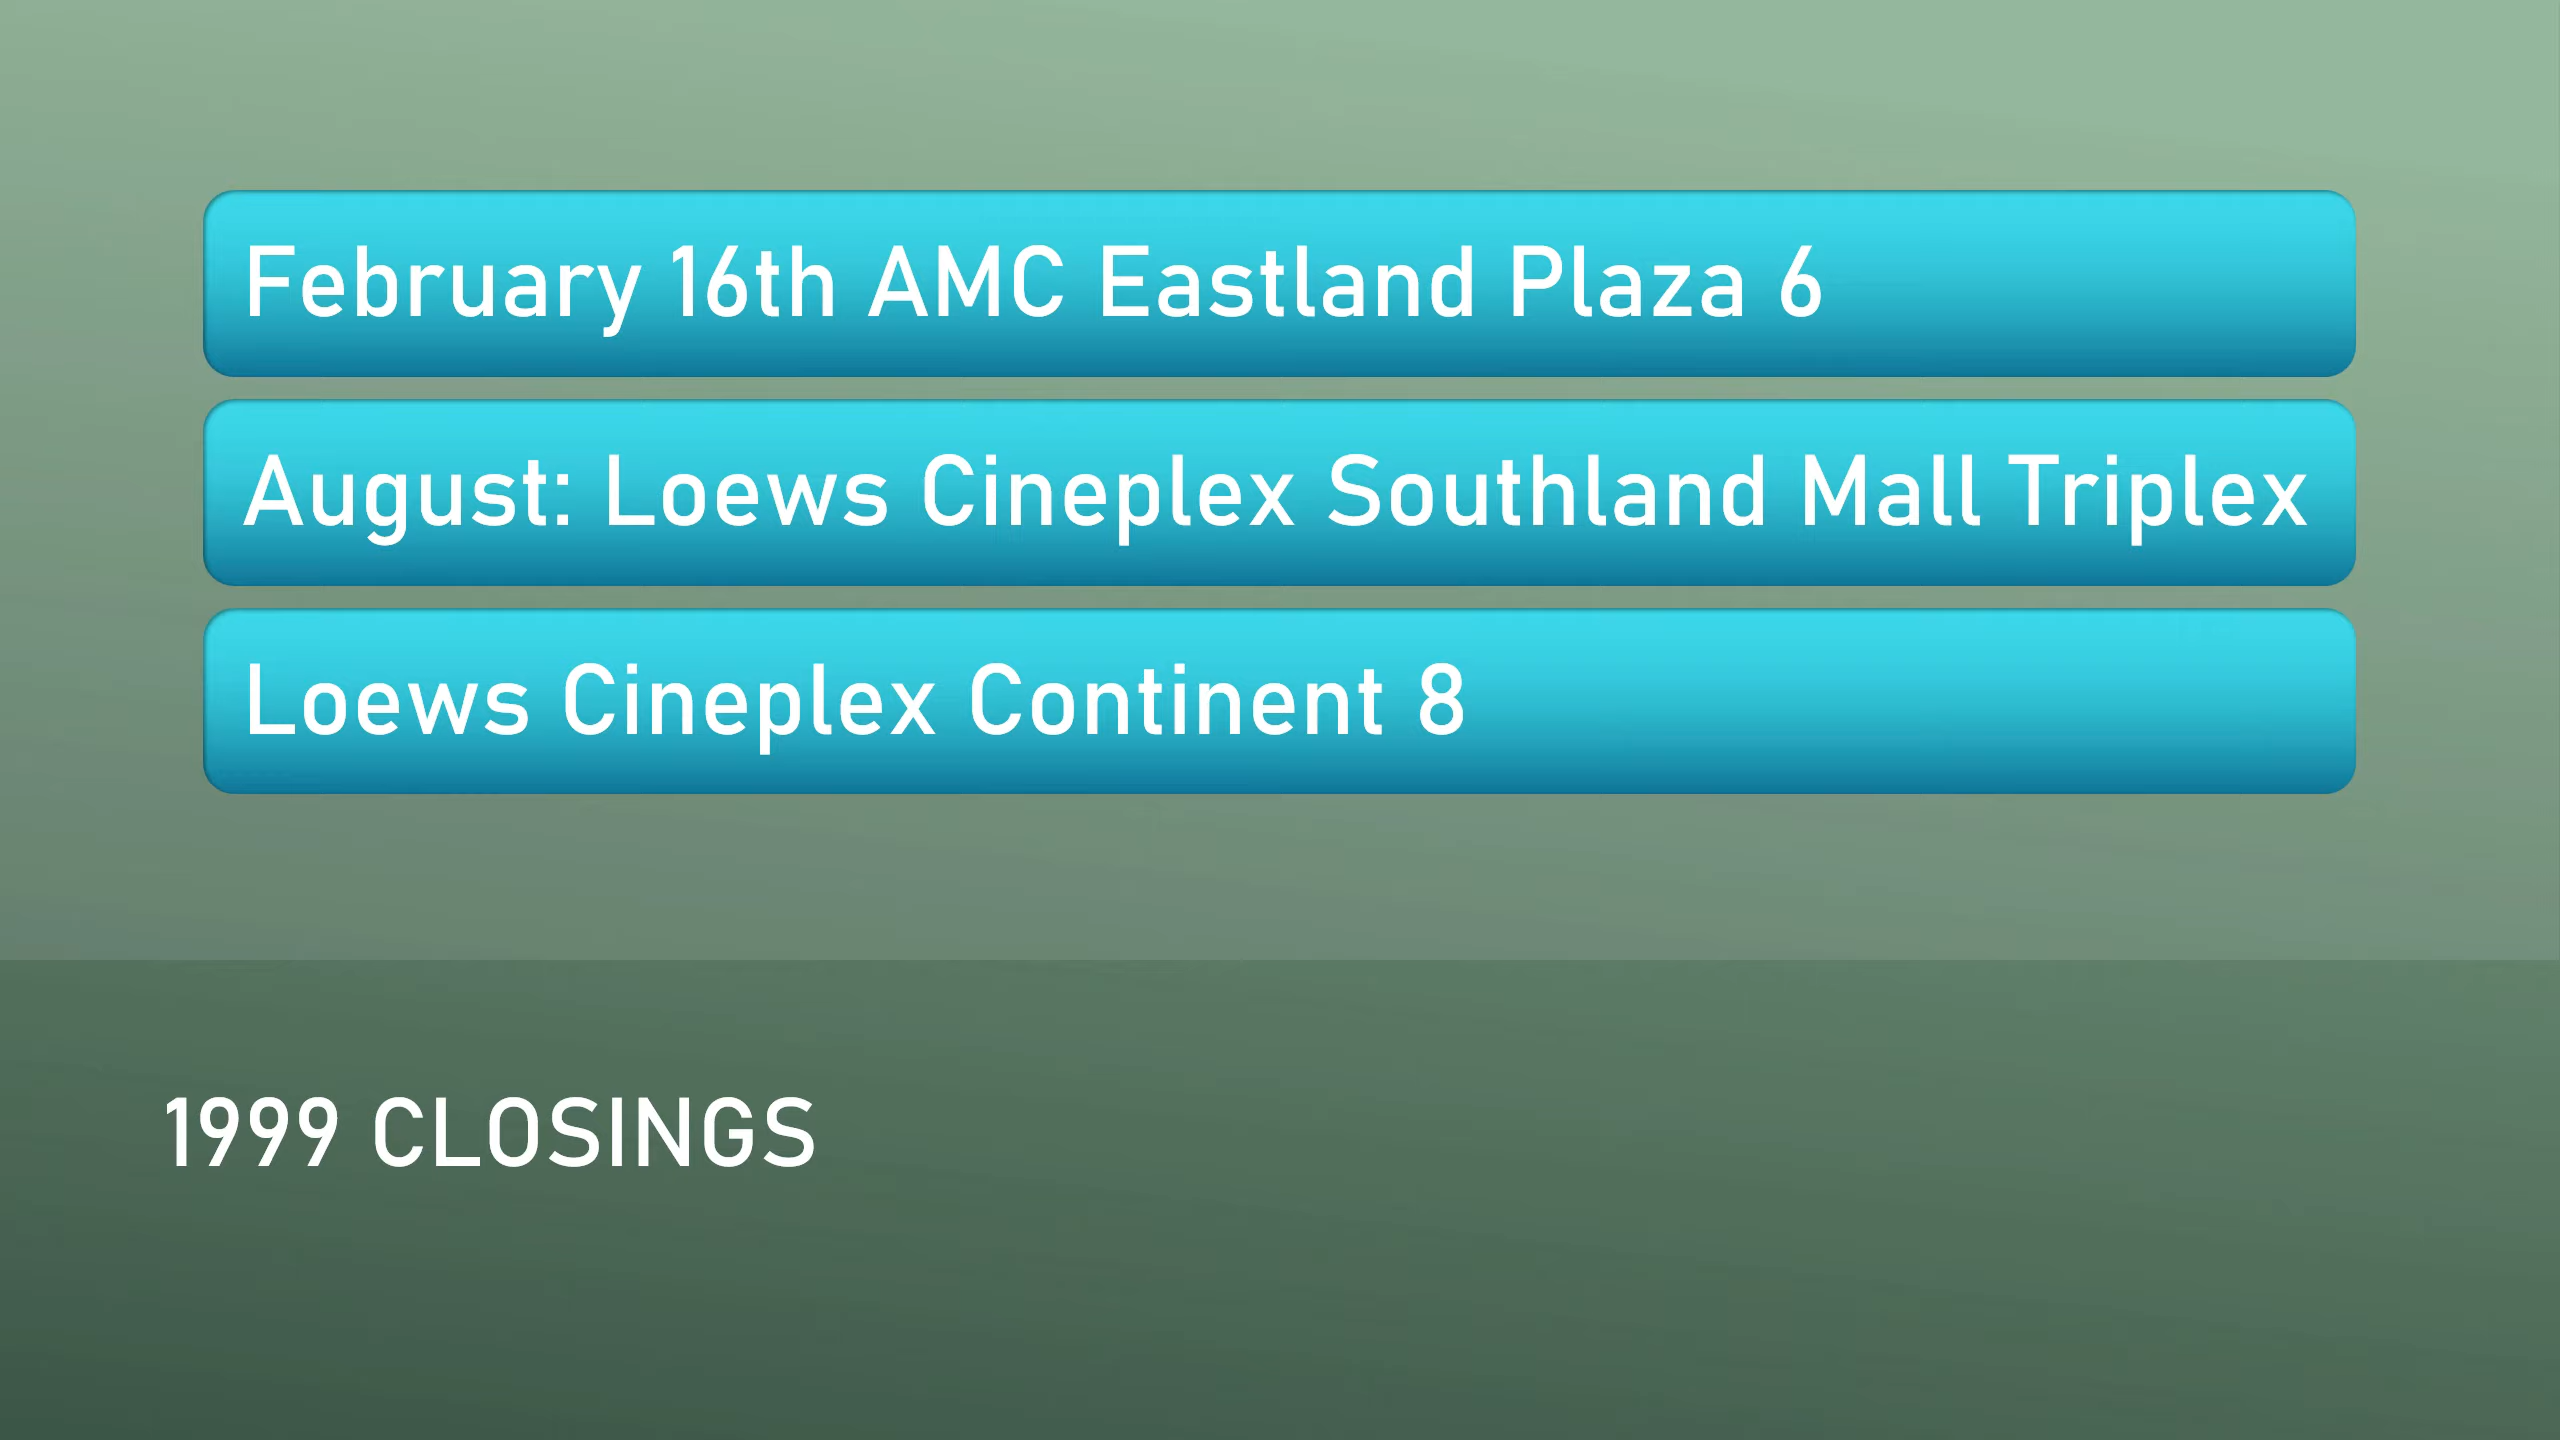 February 16th AMC Eastland Plaza 6
August: Loews Cineplex Southland Mall Triplex
Loews Cineplex Continent 8
1999 CLOSINGS